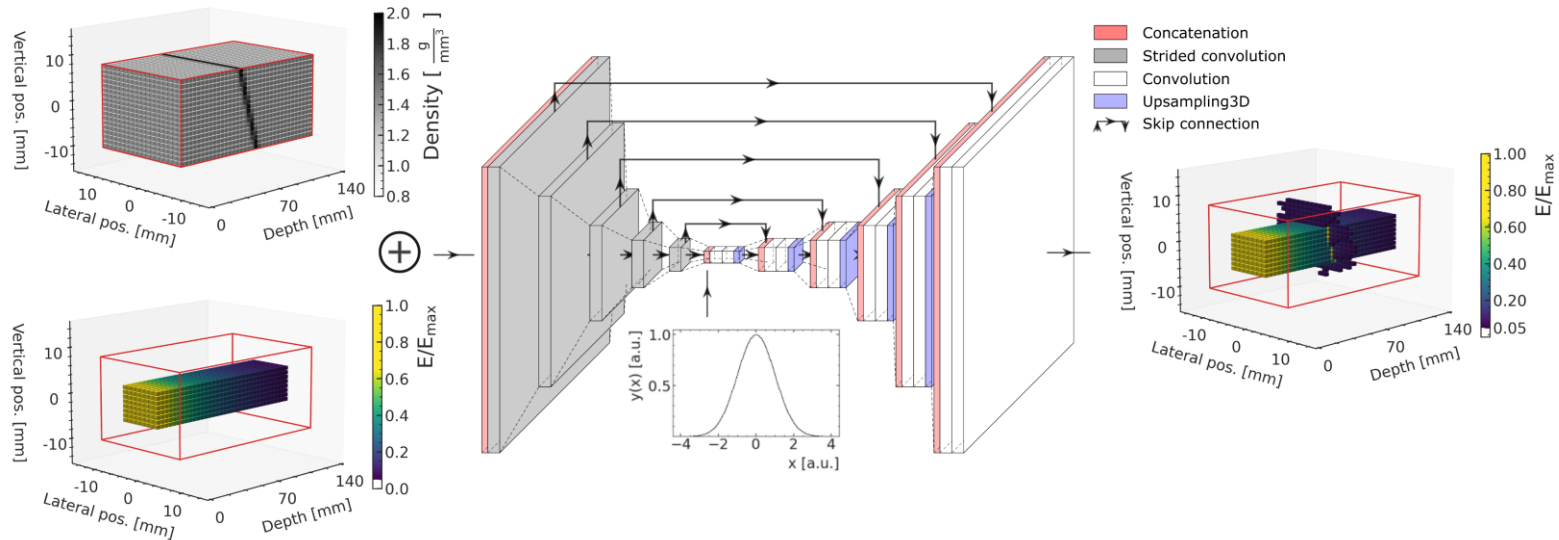 Vertical pos. [mm]
10
0
-10
10
0
-10
Lateral pos. [mm]
0
70
140
Depth [mm]
2.0
1.8
1.6
1.4
1.2
1.0
0.8
Density [ g/mm³ ]
Vertical pos. [mm]
10
0
-10
-10
0
10
Lateral pos. [mm]
0
70
140
Depth [mm]
1.0
0.8
0.6
0.4
0.2
0.0
E/Emax
+
y(x) [a.u.]
1.0
0.5
−4
−2
0
2
4
x [a.u.]
Concatenation
Strided convolution
Convolution
Upsampling3D
Skip connection
Vertical pos. [mm]
10
0
-10
-10
0
10
Lateral pos. [mm]
0
70
140
Depth [mm]
1.00
0.80
0.60
0.40
0.20
0.05
E/Emax